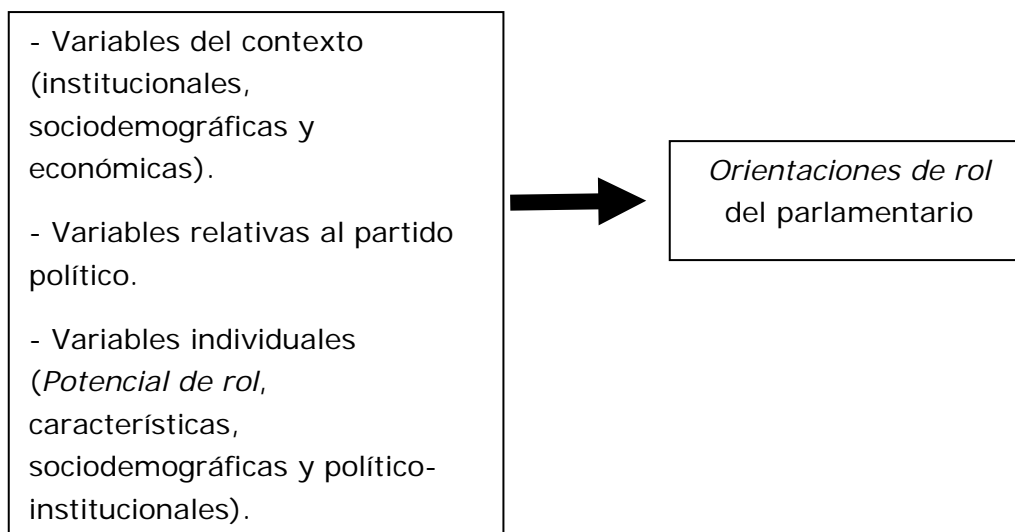 - Variables del contexto
(institucionales,
sociodemográficas y
económicas).
- Variables relativas al partido
político.
- Variables individuales
(Potencial de rol,
características,
sociodemográficas y político-
institucionales).
Orientaciones de rol
del parlamentario